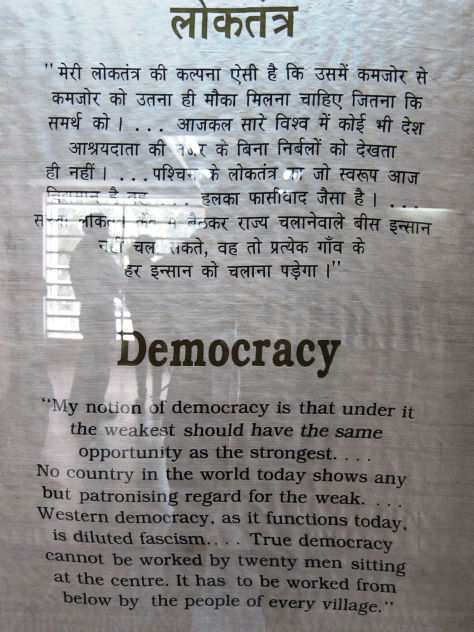 लोकतंत्र
"मेरी लोकतंत्र की कल्पना ऐसी है कि उसमें कमजोर से
कमजोर को उतना ही मौका मिलना चाहिए जितना कि
समर्थ को। ... आजकल सारे विश्व में कोई भी देश
आश्रयदाता की नजर के बिना निर्बलों को देखता
ही नहीं। ...पश्चिम के लोकतंत्र का जो स्वरूप आज
है वह .... हलका फासीवाद जैसा है। ...
बैठकर राज्य चलानेवाले बीस इन्सान
नहीं चला सकते, वह तो प्रत्येक गाँव के
हर इन्सान को चलाना पड़ेगा।"
Democracy
"My notion of democracy is that under it
the weakest should have the same
opportunity as the strongest. . . .
No country in the world today shows any
but patronising regard for the weak. . . .
Western democracy, as it functions today,
is diluted fascism.. . . True democracy
cannot be worked by twenty men sitting
at the centre. It has to be worked from
below by the people of every village."